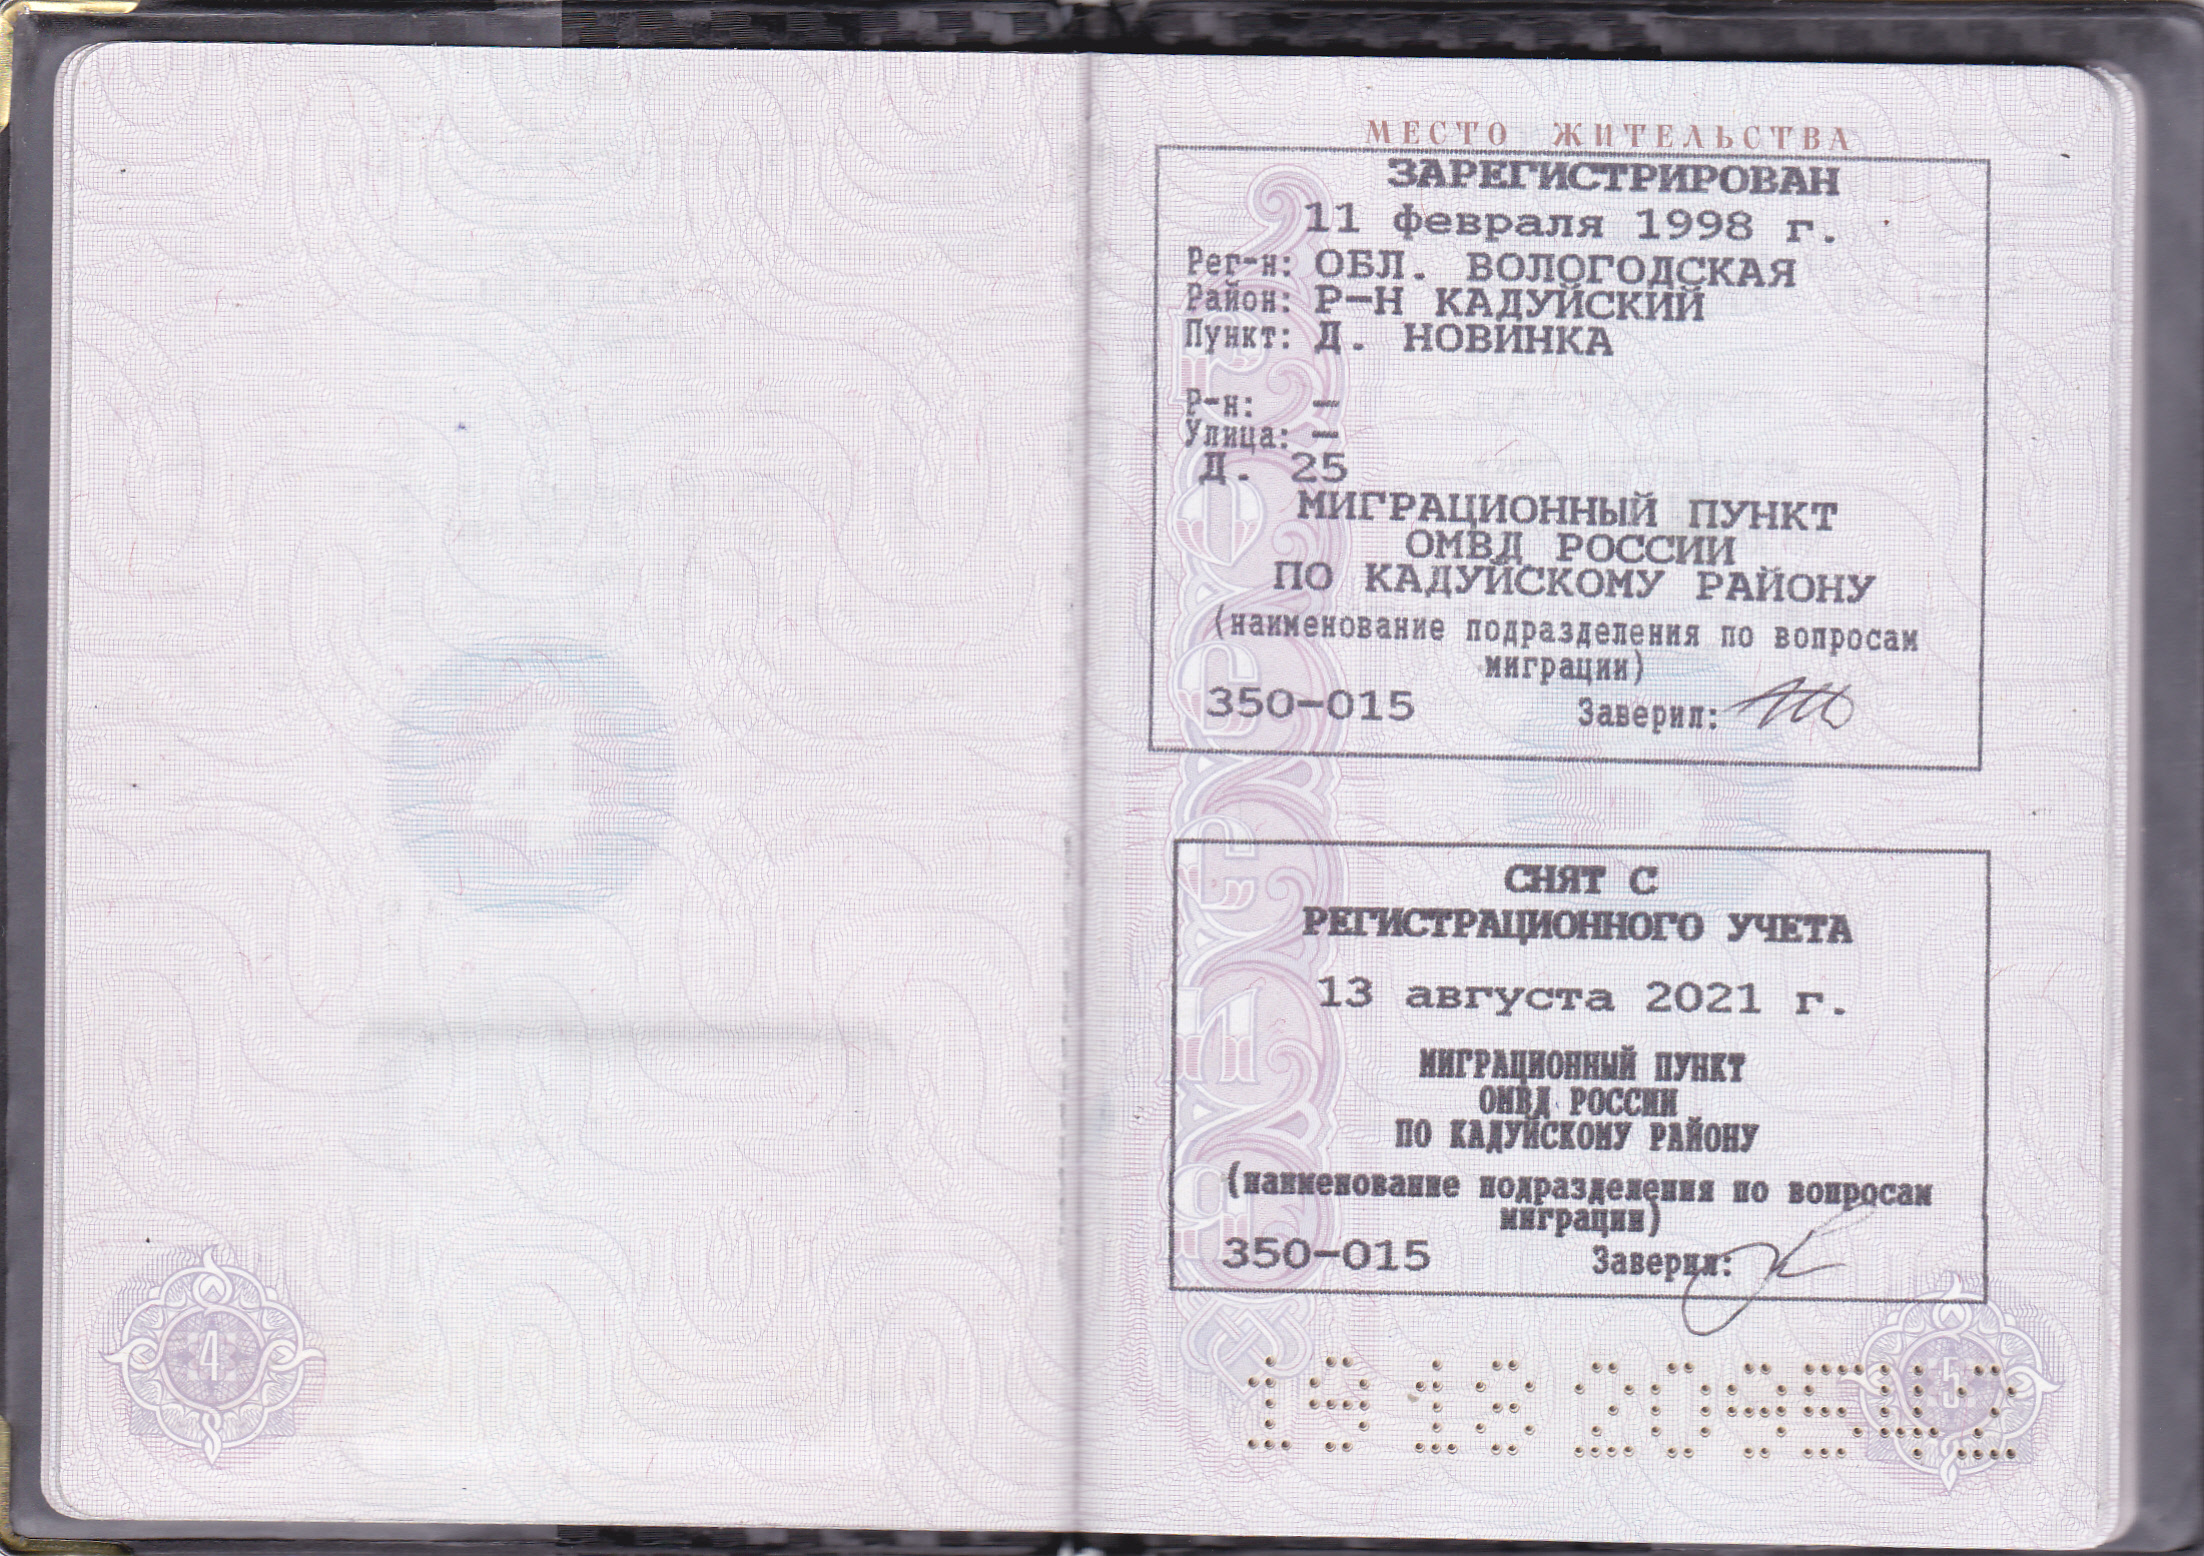 МЕСТО ЖИТЕЛЬСТВА
ЗАРЕГИСТРИРОВАН
11 февраля 1998 г.
Рег-н: ОБЛ. ВОЛОГОДСКАЯ
Район: Р-Н КАДУЙСКИЙ
Пункт: Д. НОВИНКА
Р-н: –
Улица: –
Д. 25
МИГРАЦИОННЫЙ ПУНКТ
ОМВД РОССИИ
ПО КАДУЙСКОМУ РАЙОНУ
(наименование подразделения по вопросам
миграции)
350-015 Заверил:
СНЯТ С
РЕГИСТРАЦИОННОГО УЧЕТА
13 августа 2021 г.
МИГРАЦИОННЫЙ ПУНКТ
ОМВД РОССИИ
ПО КАДУЙСКОМУ РАЙОНУ
(наименование подразделения по вопросам
миграции)
350-015 Заверил:
4
4
5